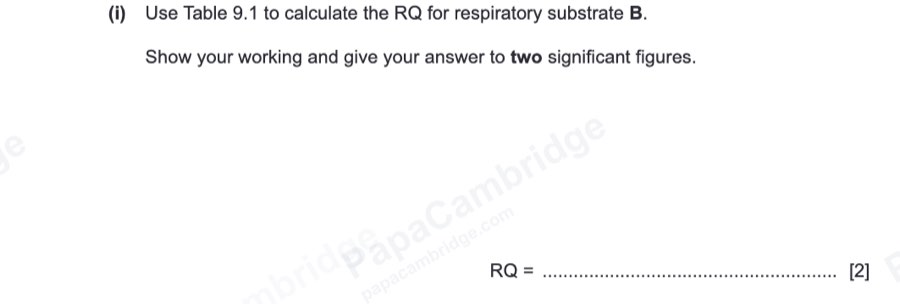 (i) Use Table 9.1 to calculate the RQ for respiratory substrate B.
Show your working and give your answer to two significant figures.
PapaCambridge
papacambridge.com
RQ = ........................................................ [2]